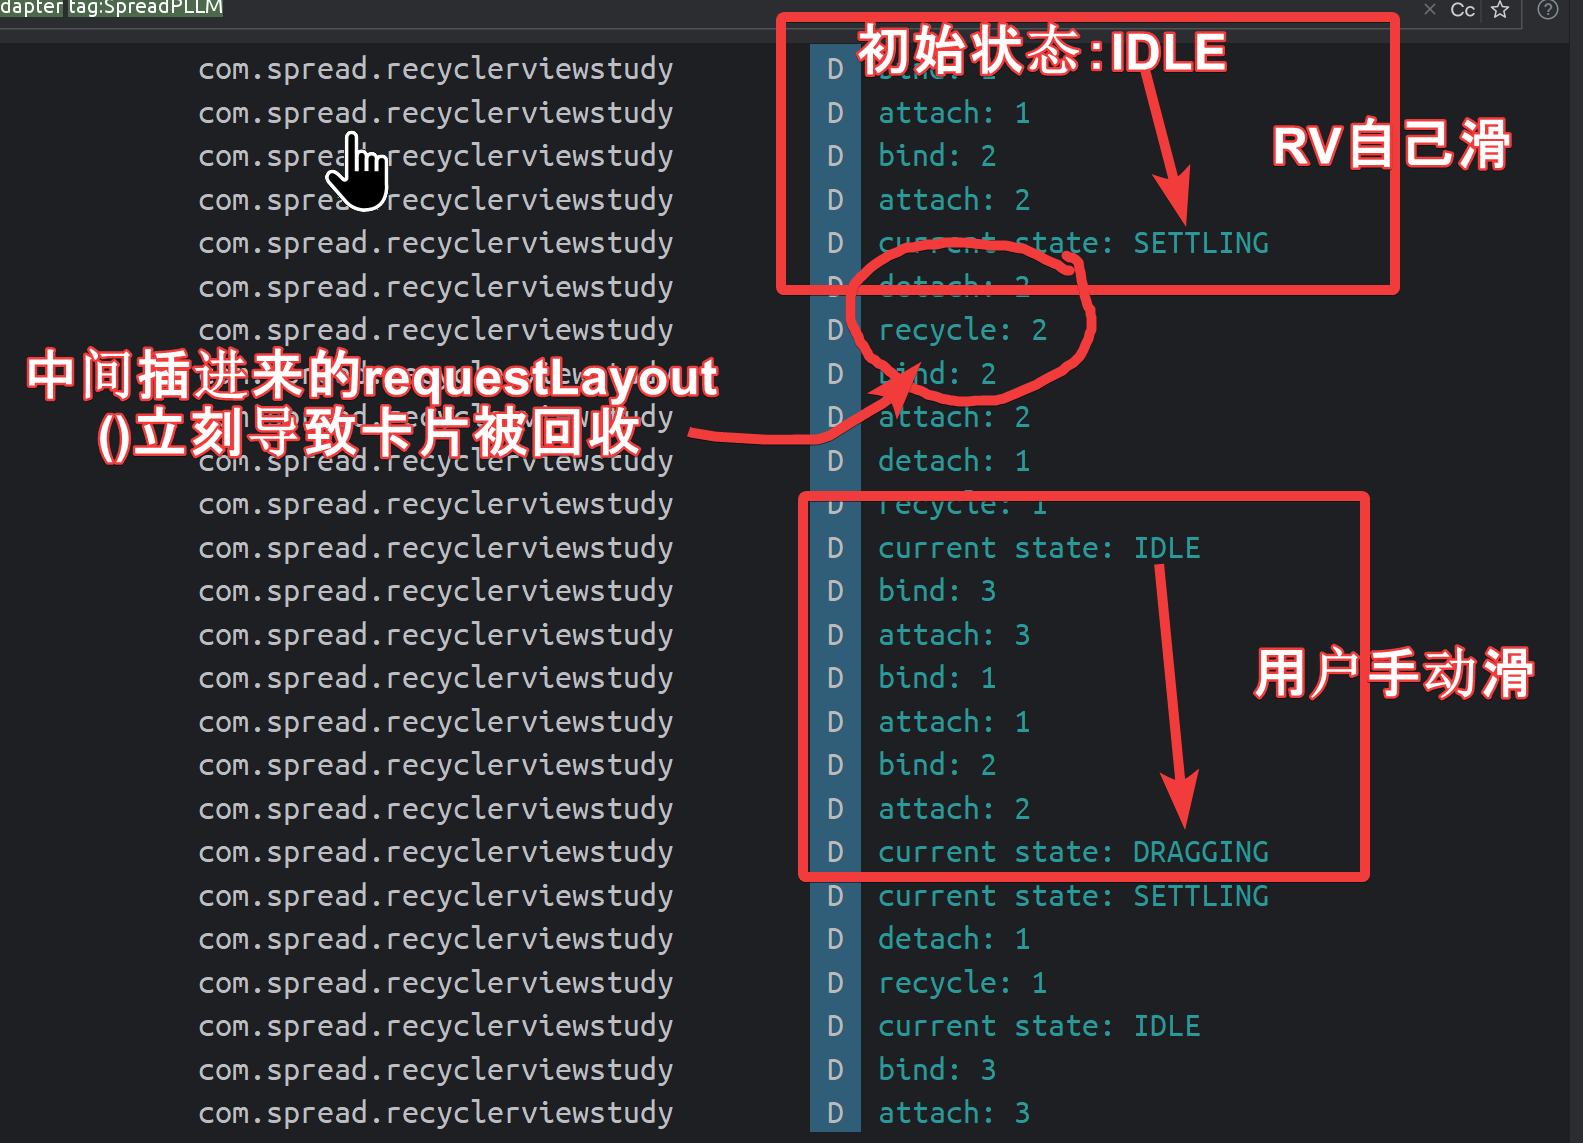 dapter tag:SpreadPLLM
Cc
初始状态:IDLE
com.spread.recyclerviewstudy D
com.spread.recyclerviewstudy D attach: 1
RV自己滑
com.spread.recyclerviewstudy D bind: 2
com.spread.recyclerviewstudy D attach: 2
com.spread.recyclerviewstudy D current state: SETTLING
com.spread.recyclerviewstudy D detach: 2
com.spread.recyclerviewstudy D recycle: 2
中间插进来的requestLayout
()立刻导致卡片被回收
com.spread.recyclerviewstudy D bind: 2
com.spread.recyclerviewstudy D attach: 2
com.spread.recyclerviewstudy D detach: 1
com.spread.recyclerviewstudy D recycle: 1
com.spread.recyclerviewstudy D current state: IDLE
com.spread.recyclerviewstudy D bind: 3
com.spread.recyclerviewstudy D attach: 3
com.spread.recyclerviewstudy D bind: 1
用户手动滑
com.spread.recyclerviewstudy D attach: 1
com.spread.recyclerviewstudy D bind: 2
com.spread.recyclerviewstudy D attach: 2
com.spread.recyclerviewstudy D current state: DRAGGING
com.spread.recyclerviewstudy D current state: SETTLING
com.spread.recyclerviewstudy D detach: 1
com.spread.recyclerviewstudy D recycle: 1
com.spread.recyclerviewstudy D current state: IDLE
com.spread.recyclerviewstudy D bind: 3
com.spread.recyclerviewstudy D attach: 3